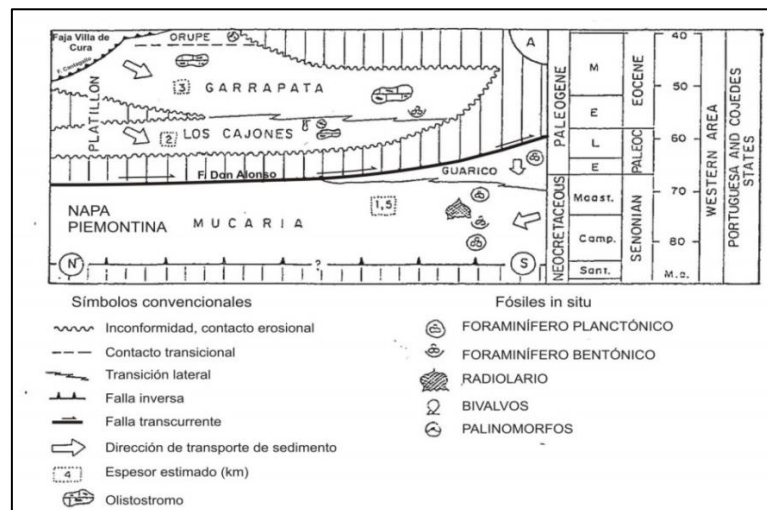 Faja Villa de Cura
F. Cantagallo
ORUPE
A
3
GARRAPATA
PLATILLON
2
LOS CAJONES
F. Don Alonso
GUARICO
NAPA
PIEMONTINA
MUCARIA
1,5
N
?
S
PALEOGENE
NEOCRETACEOUS
M
E
L
E
Maast.
Camp.
Sant.
EOCENE
PALEOC
SENONIAN
40
50
60
70
80
M.a.
WESTERN AREA
PORTUGUESA AND COJEDES
STATES
Símbolos convencionales
Inconformidad, contacto erosional
Contacto transicional
Transición lateral
Falla inversa
Falla transcurrente
Dirección de transporte de sedimento
4
Espesor estimado (km)
Olistostromo
Fósiles in situ
FORAMINÍFERO PLANCTÓNICO
FORAMINÍFERO BENTÓNICO
RADIOLARIO
BIVALVOS
PALINOMORFOS